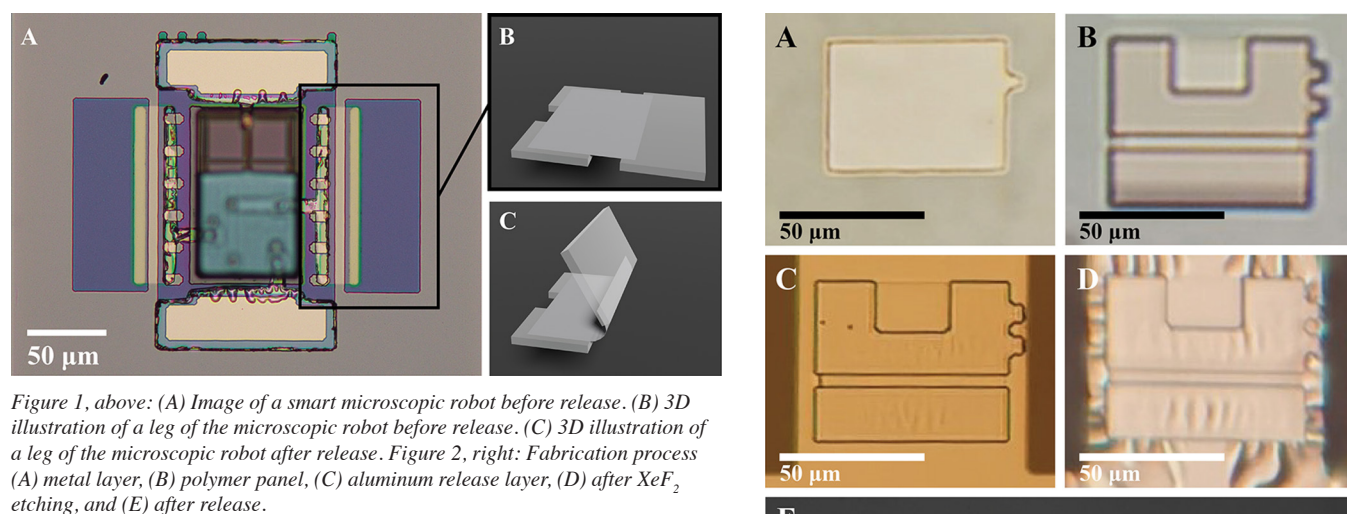 A
50 μm
B
C
Figure 1, above: (A) Image of a smart microscopic robot before release. (B) 3D
illustration of a leg of the microscopic robot before release. (C) 3D illustration of
a leg of the microscopic robot after release. Figure 2, right: Fabrication process
(A) metal layer, (B) polymer panel, (C) aluminum release layer, (D) after XeF₂
etching, and (E) after release.
A
50 μm
B
50 μm
C
50 μm
D
50 μm
E